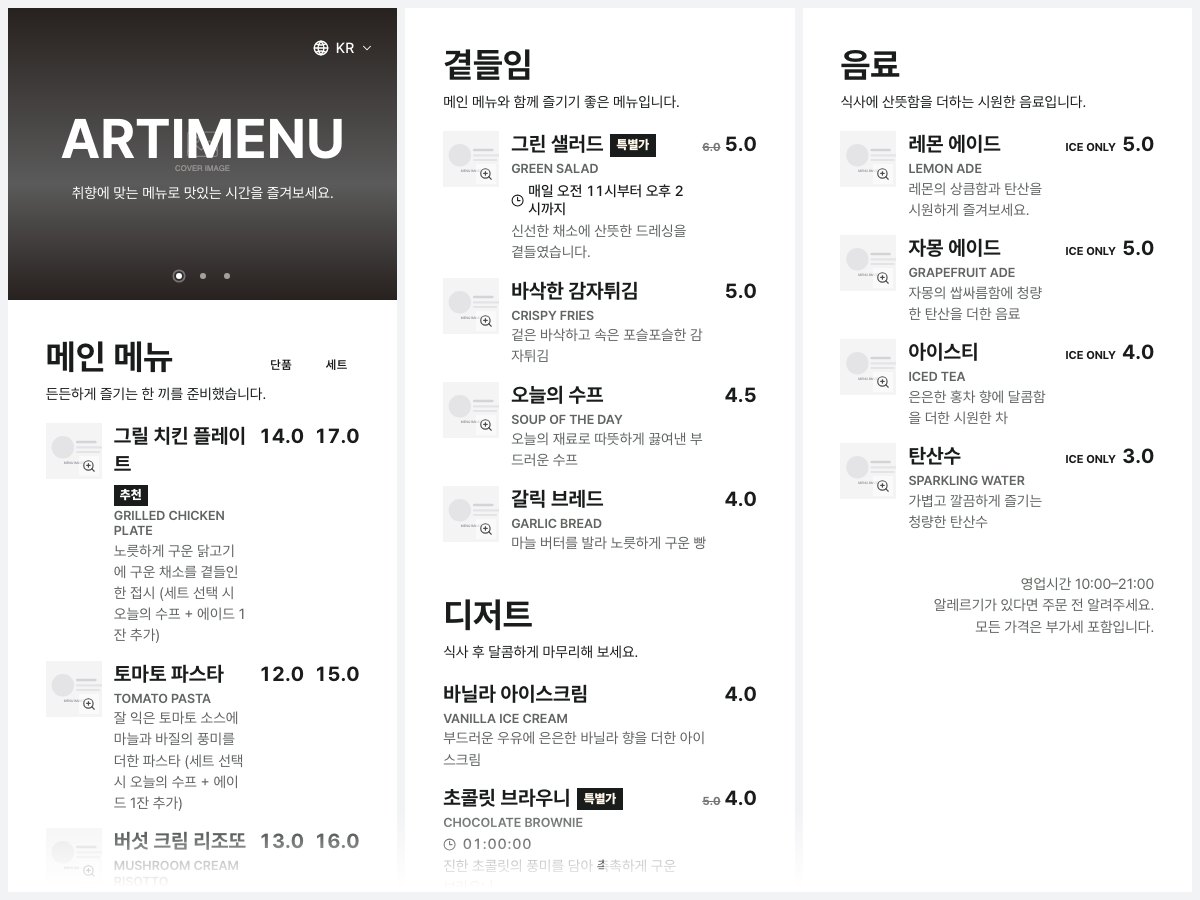 KR
ARTIMENU
COVER IMAGE
취향에 맞는 메뉴로 맛있는 시간을 즐겨보세요.
메인 메뉴
단품 세트
든든하게 즐기는 한 끼를 준비했습니다.
그릴 치킨 플레이 14.0 17.0
트
추천
GRILLED CHICKEN
PLATE
노릇하게 구운 닭고기
에 구운 채소를 곁들인
한 접시 (세트 선택 시
오늘의 수프 + 에이드 1
잔 추가)
토마토 파스타 12.0 15.0
TOMATO PASTA
잘 익은 토마토 소스에
마늘과 바질의 풍미를
더한 파스타 (세트 선택
시 오늘의 수프 + 에이
드 1잔 추가)
버섯 크림 리조또 13.0 16.0
MUSHROOM CREAM
RISOTTO
곁들임
메인 메뉴와 함께 즐기기 좋은 메뉴입니다.
그린 샐러드 특별가 6.0 5.0
GREEN SALAD
매일 오전 11시부터 오후 2
시까지
신선한 채소에 산뜻한 드레싱을
곁들였습니다.
바삭한 감자튀김 5.0
CRISPY FRIES
겉은 바삭하고 속은 포슬포슬한 감
자튀김
오늘의 수프 4.5
SOUP OF THE DAY
오늘의 재료로 따뜻하게 끓여낸 부
드러운 수프
갈릭 브레드 4.0
GARLIC BREAD
마늘 버터를 발라 노릇하게 구운 빵
디저트
식사 후 달콤하게 마무리해 보세요.
바닐라 아이스크림 4.0
VANILLA ICE CREAM
부드러운 우유에 은은한 바닐라 향을 더한 아이
스크림
초콜릿 브라우니 특별가 5.0 4.0
CHOCOLATE BROWNIE
01:00:00
진한 초콜릿의 풍미를 담아 촉촉하게 구운
음료
식사에 산뜻함을 더하는 시원한 음료입니다.
레몬 에이드 ICE ONLY 5.0
LEMON ADE
레몬의 상큼함과 탄산을
시원하게 즐겨보세요.
자몽 에이드 ICE ONLY 5.0
GRAPEFRUIT ADE
자몽의 쌉싸름함에 청량
한 탄산을 더한 음료
아이스티 ICE ONLY 4.0
ICED TEA
은은한 홍차 향에 달콤함
을 더한 시원한 차
탄산수 ICE ONLY 3.0
SPARKLING WATER
가볍고 깔끔하게 즐기는
청량한 탄산수
영업시간 10:00–21:00
알레르기가 있다면 주문 전 알려주세요.
모든 가격은 부가세 포함입니다.